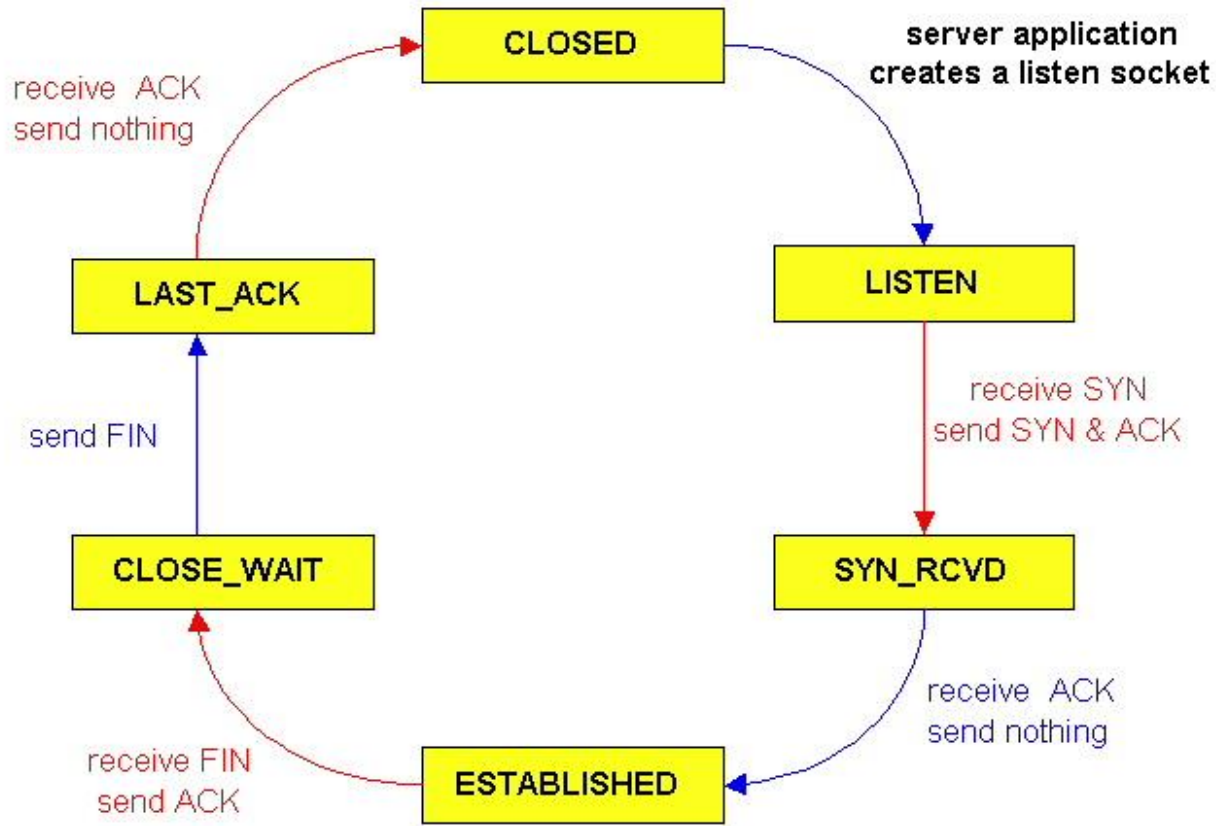 CLOSED
server application
creates a listen socket
receive ACK
send nothing
LAST_ACK
LISTEN
receive SYN
send SYN & ACK
send FIN
CLOSE_WAIT
SYN_RCVD
receive ACK
send nothing
receive FIN
send ACK
ESTABLISHED